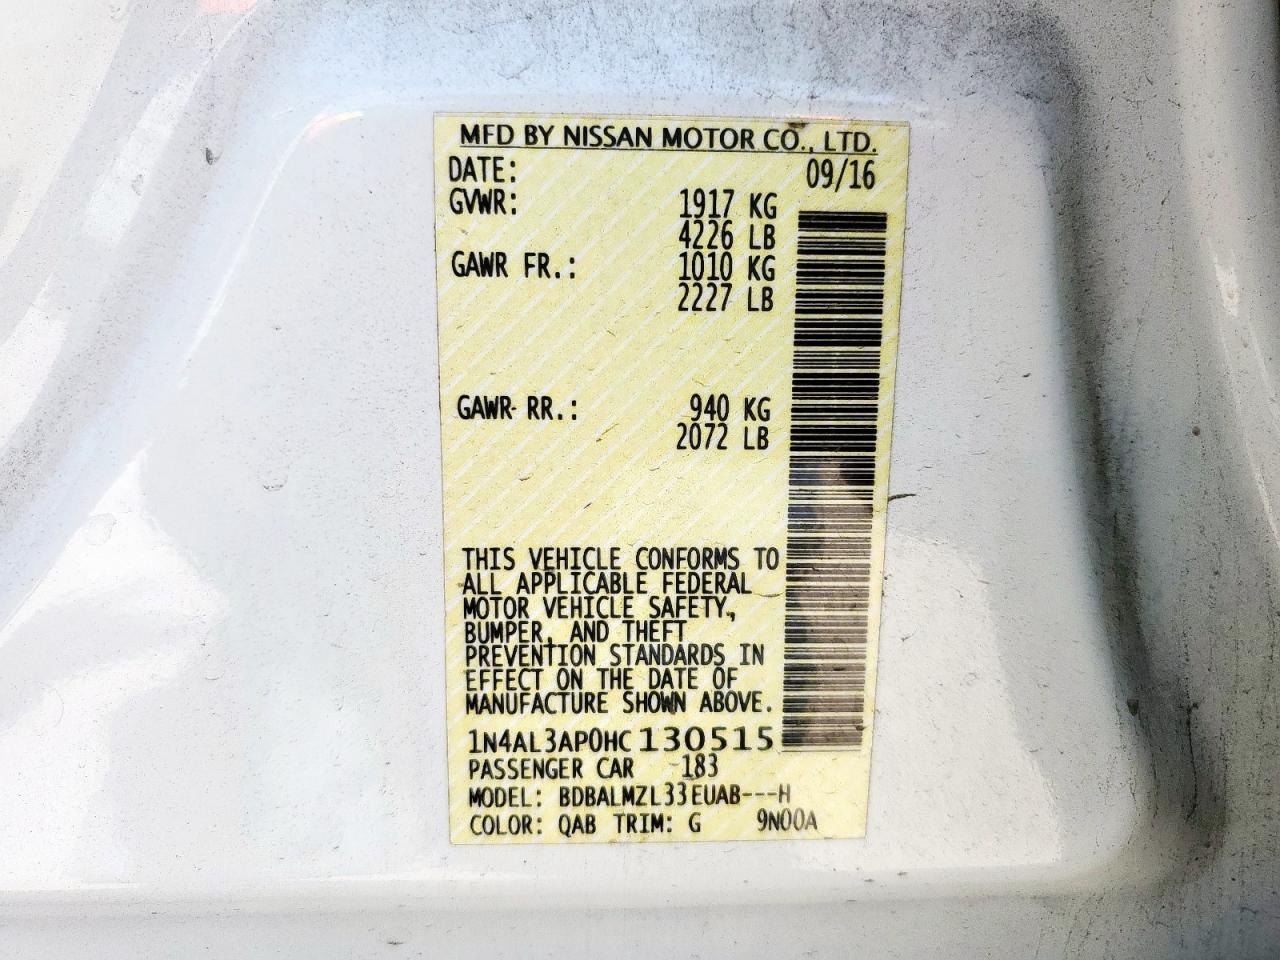 MFD BY NISSAN MOTOR CO., LTD.
DATE: 09/16
GVWR: 1917 KG
4226 LB
GAWR FR.: 1010 KG
2227 LB
GAWR RR.: 940 KG
2072 LB
THIS VEHICLE CONFORMS TO
ALL APPLICABLE FEDERAL
MOTOR VEHICLE SAFETY,
BUMPER, AND THEFT
PREVENTION STANDARDS IN
EFFECT ON THE DATE OF
MANUFACTURE SHOWN ABOVE.
1N4AL3AP0HC130515
PASSENGER CAR 183
MODEL: BDBALMZL33EUAB---H
COLOR: QAB TRIM: G 9N00A